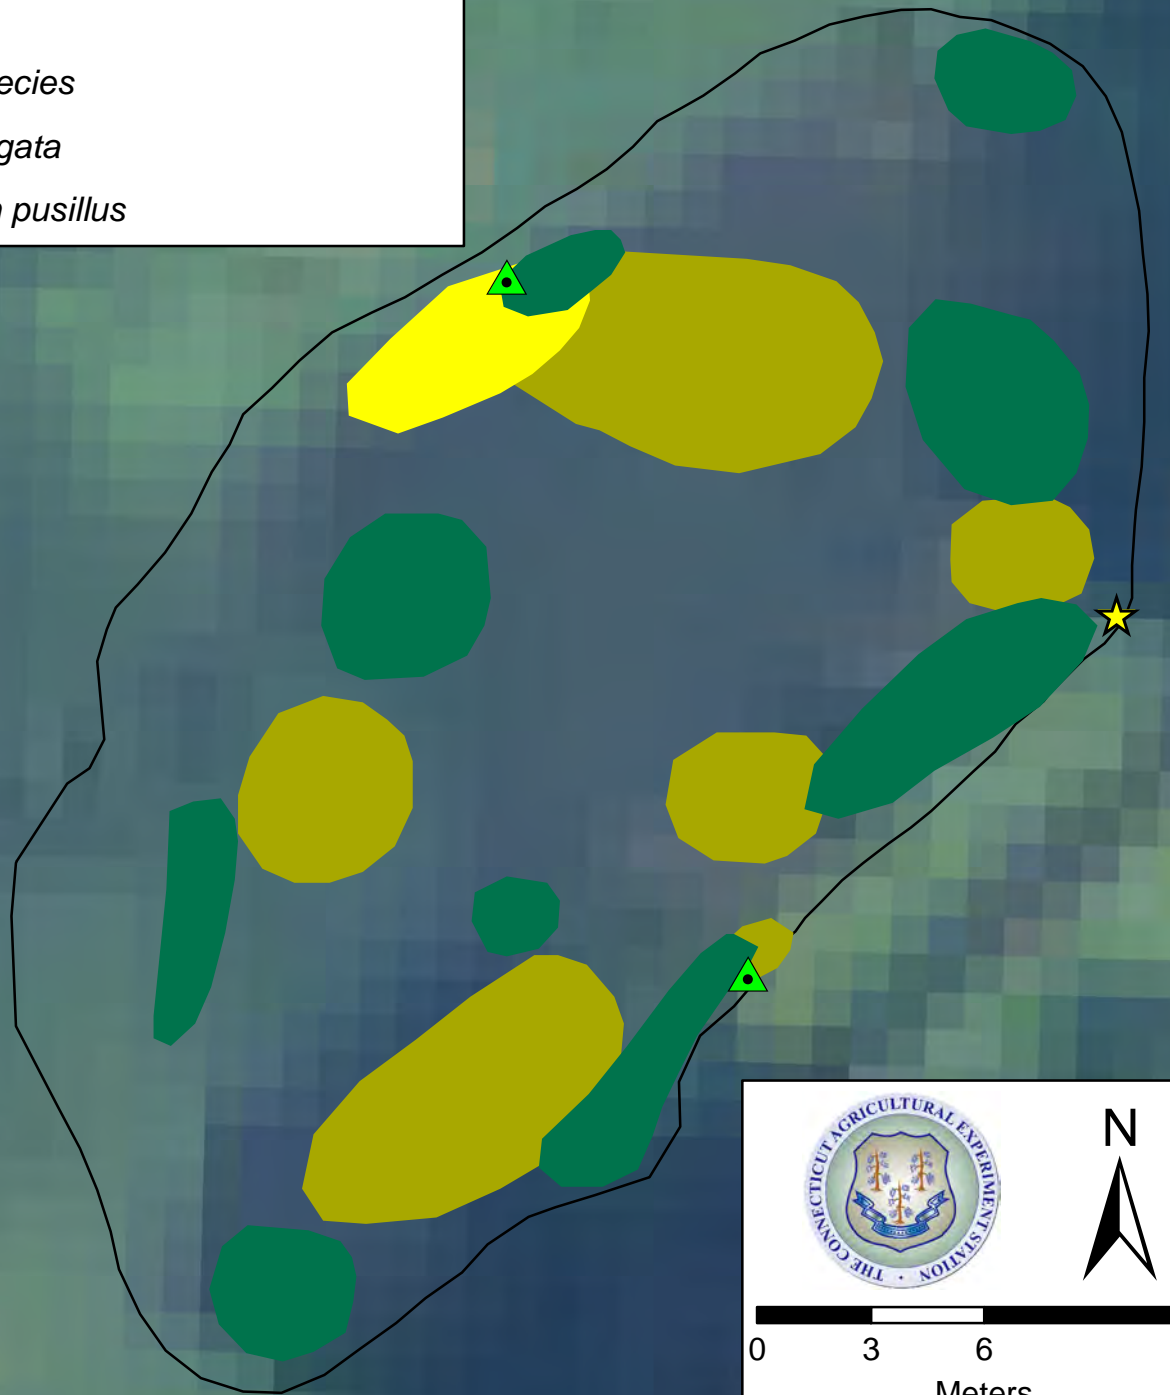 ecies
gata
pusillus
THE CONNECTICUT AGRICULTURAL EXPERIMENT STATION
N
0 3 6
Meters